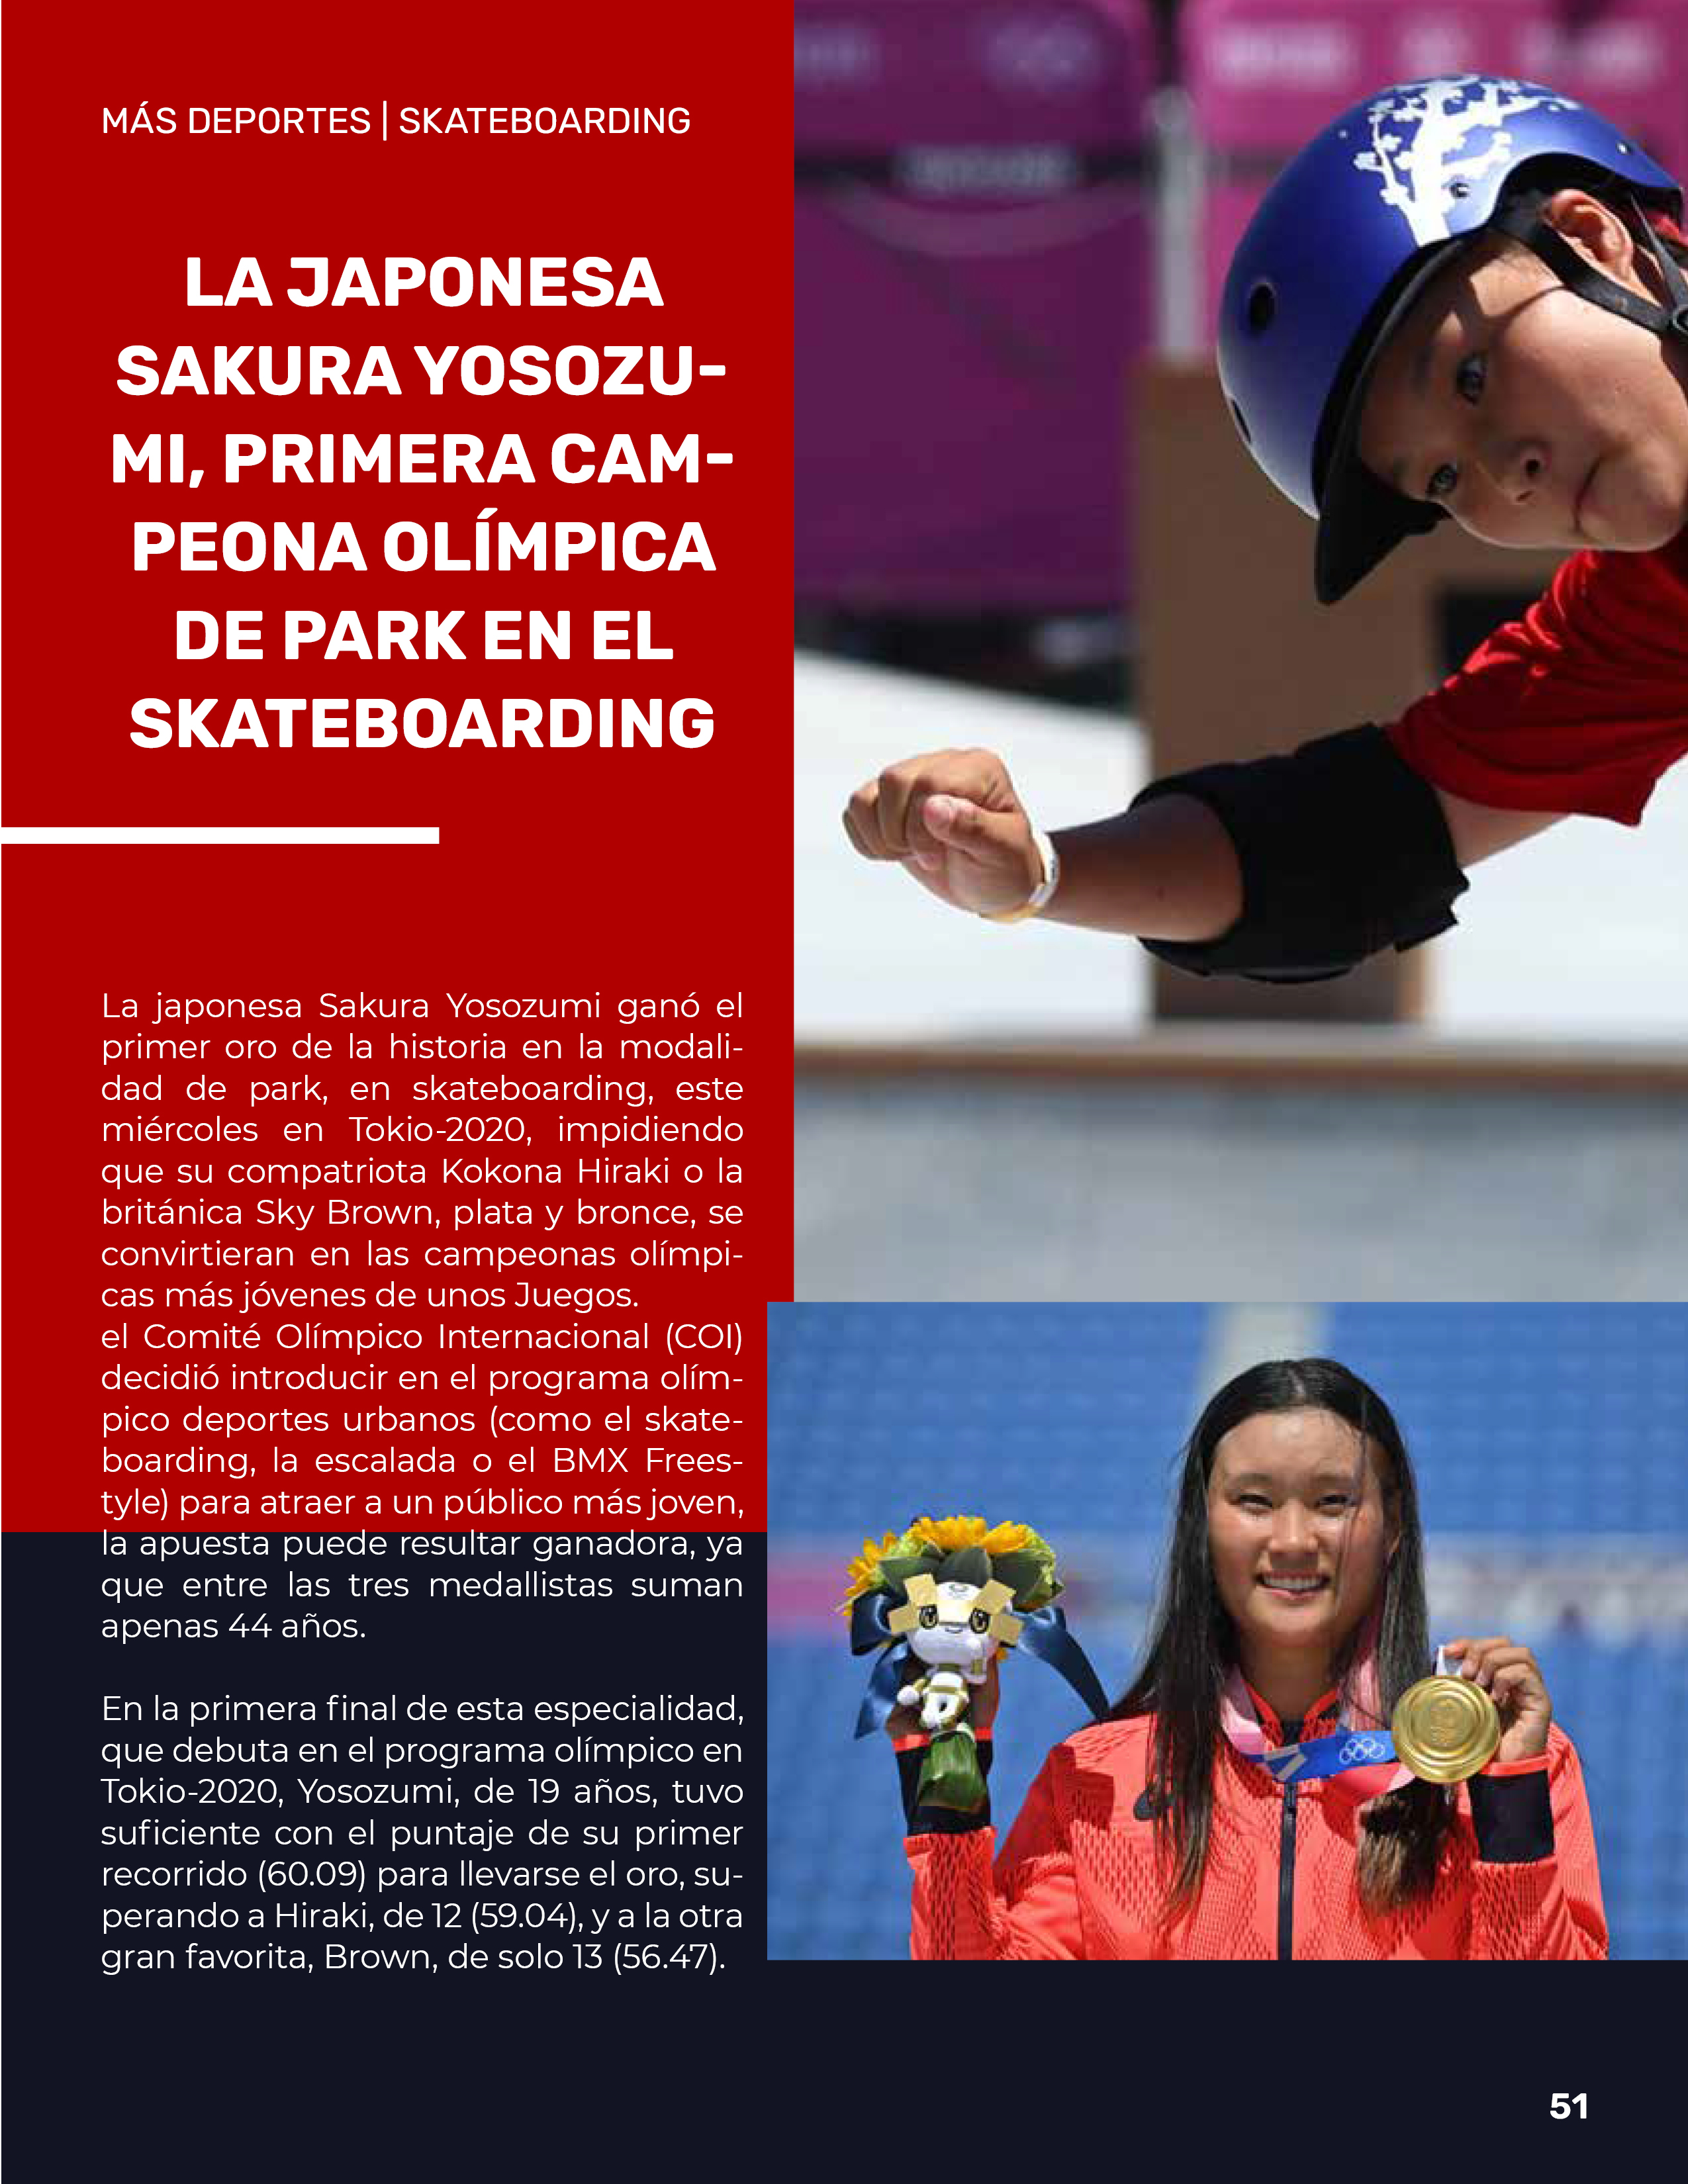 MÁS DEPORTES | SKATEBOARDING
LA JAPONESA
SAKURA YOSOZU-
MI, PRIMERA CAM-
PEONA OLÍMPICA
DE PARK EN EL
SKATEBOARDING
La japonesa Sakura Yosozumi ganó el
primer oro de la historia en la modali-
dad de park, en skateboarding, este
miércoles en Tokio-2020, impidiendo
que su compatriota Kokona Hiraki o la
británica Sky Brown, plata y bronce, se
convirtieran en las campeonas olímpi-
cas más jóvenes de unos Juegos.
el Comité Olímpico Internacional (COI)
decidió introducir en el programa olím-
pico deportes urbanos (como el skate-
boarding, la escalada o el BMX Frees-
tyle) para atraer a un público más joven,
la apuesta puede resultar ganadora, ya
que entre las tres medallistas suman
apenas 44 años.
En la primera final de esta especialidad,
que debuta en el programa olímpico en
Tokio-2020, Yosozumi, de 19 años, tuvo
suficiente con el puntaje de su primer
recorrido (60.09) para llevarse el oro, su-
perando a Hiraki, de 12 (59.04), y a la otra
gran favorita, Brown, de solo 13 (56.47).
51